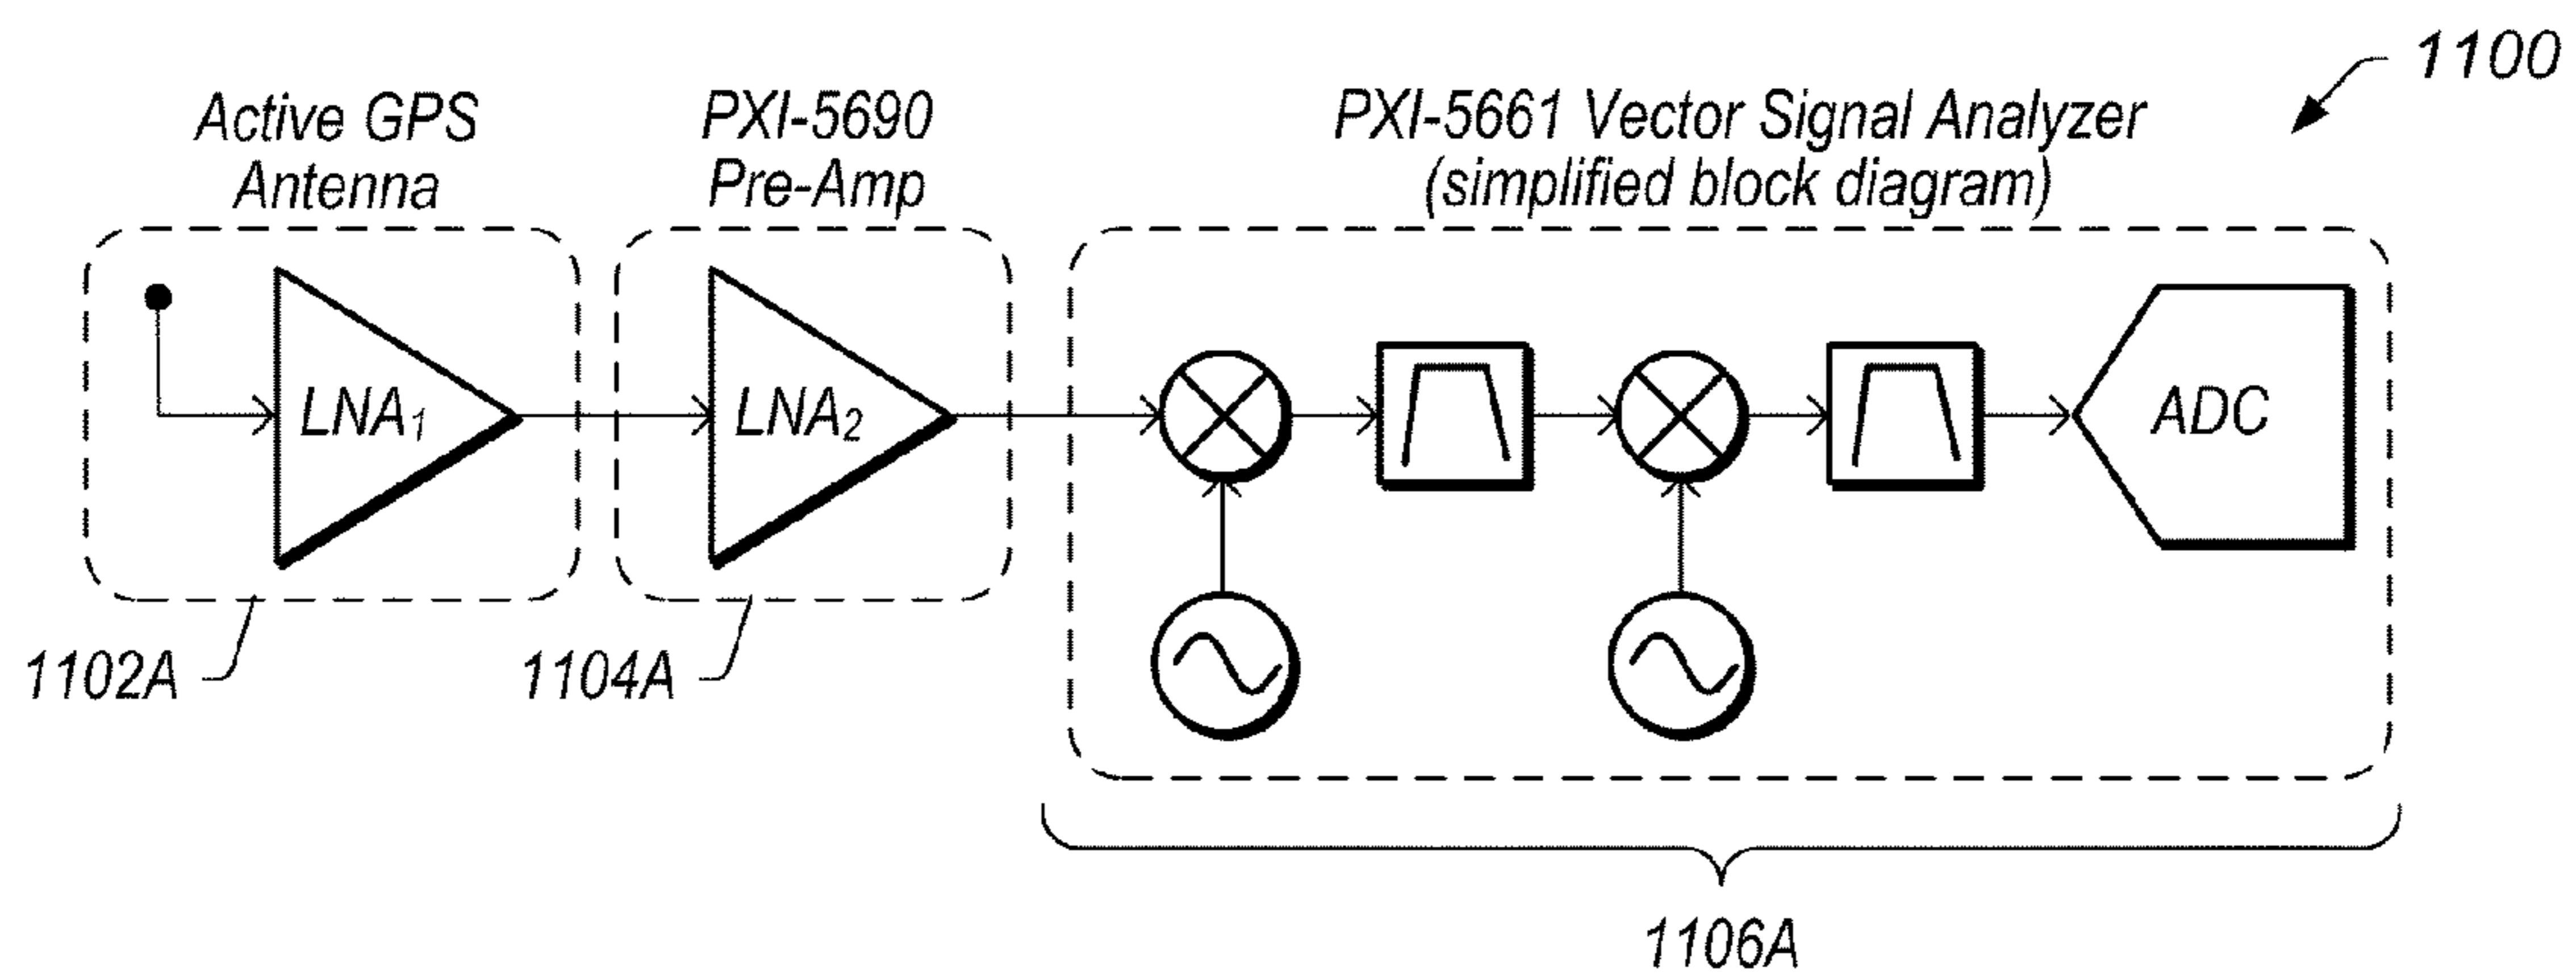 1100
Active GPS
Antenna
PXI-5690
Pre-Amp
PXI-5661 Vector Signal Analyzer
(simplified block diagram)
LNA1
LNA2
ADC
1102A
1104A
1106A